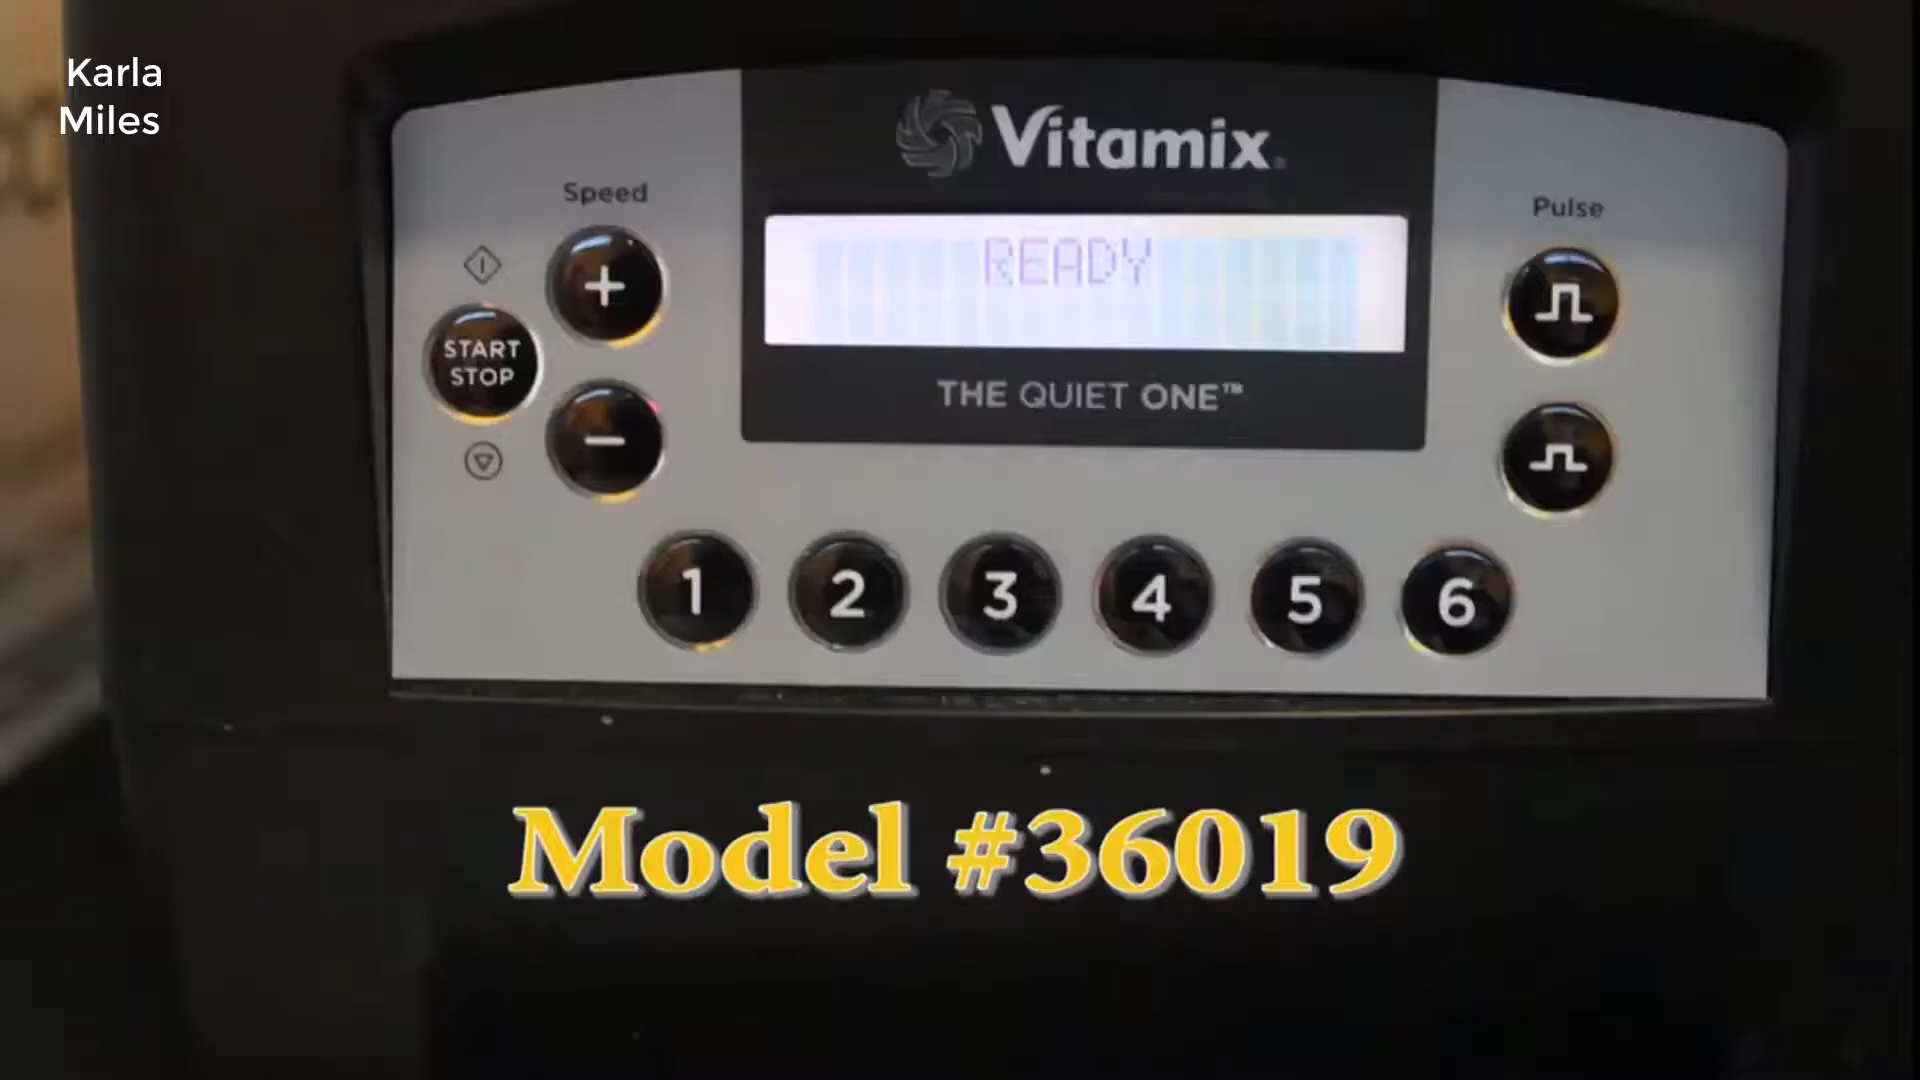 Karla
Miles
Vitamix
Speed
Pulse
READY
START
STOP
THE QUIET ONE™
1 2 3 4 5 6
Model #36019